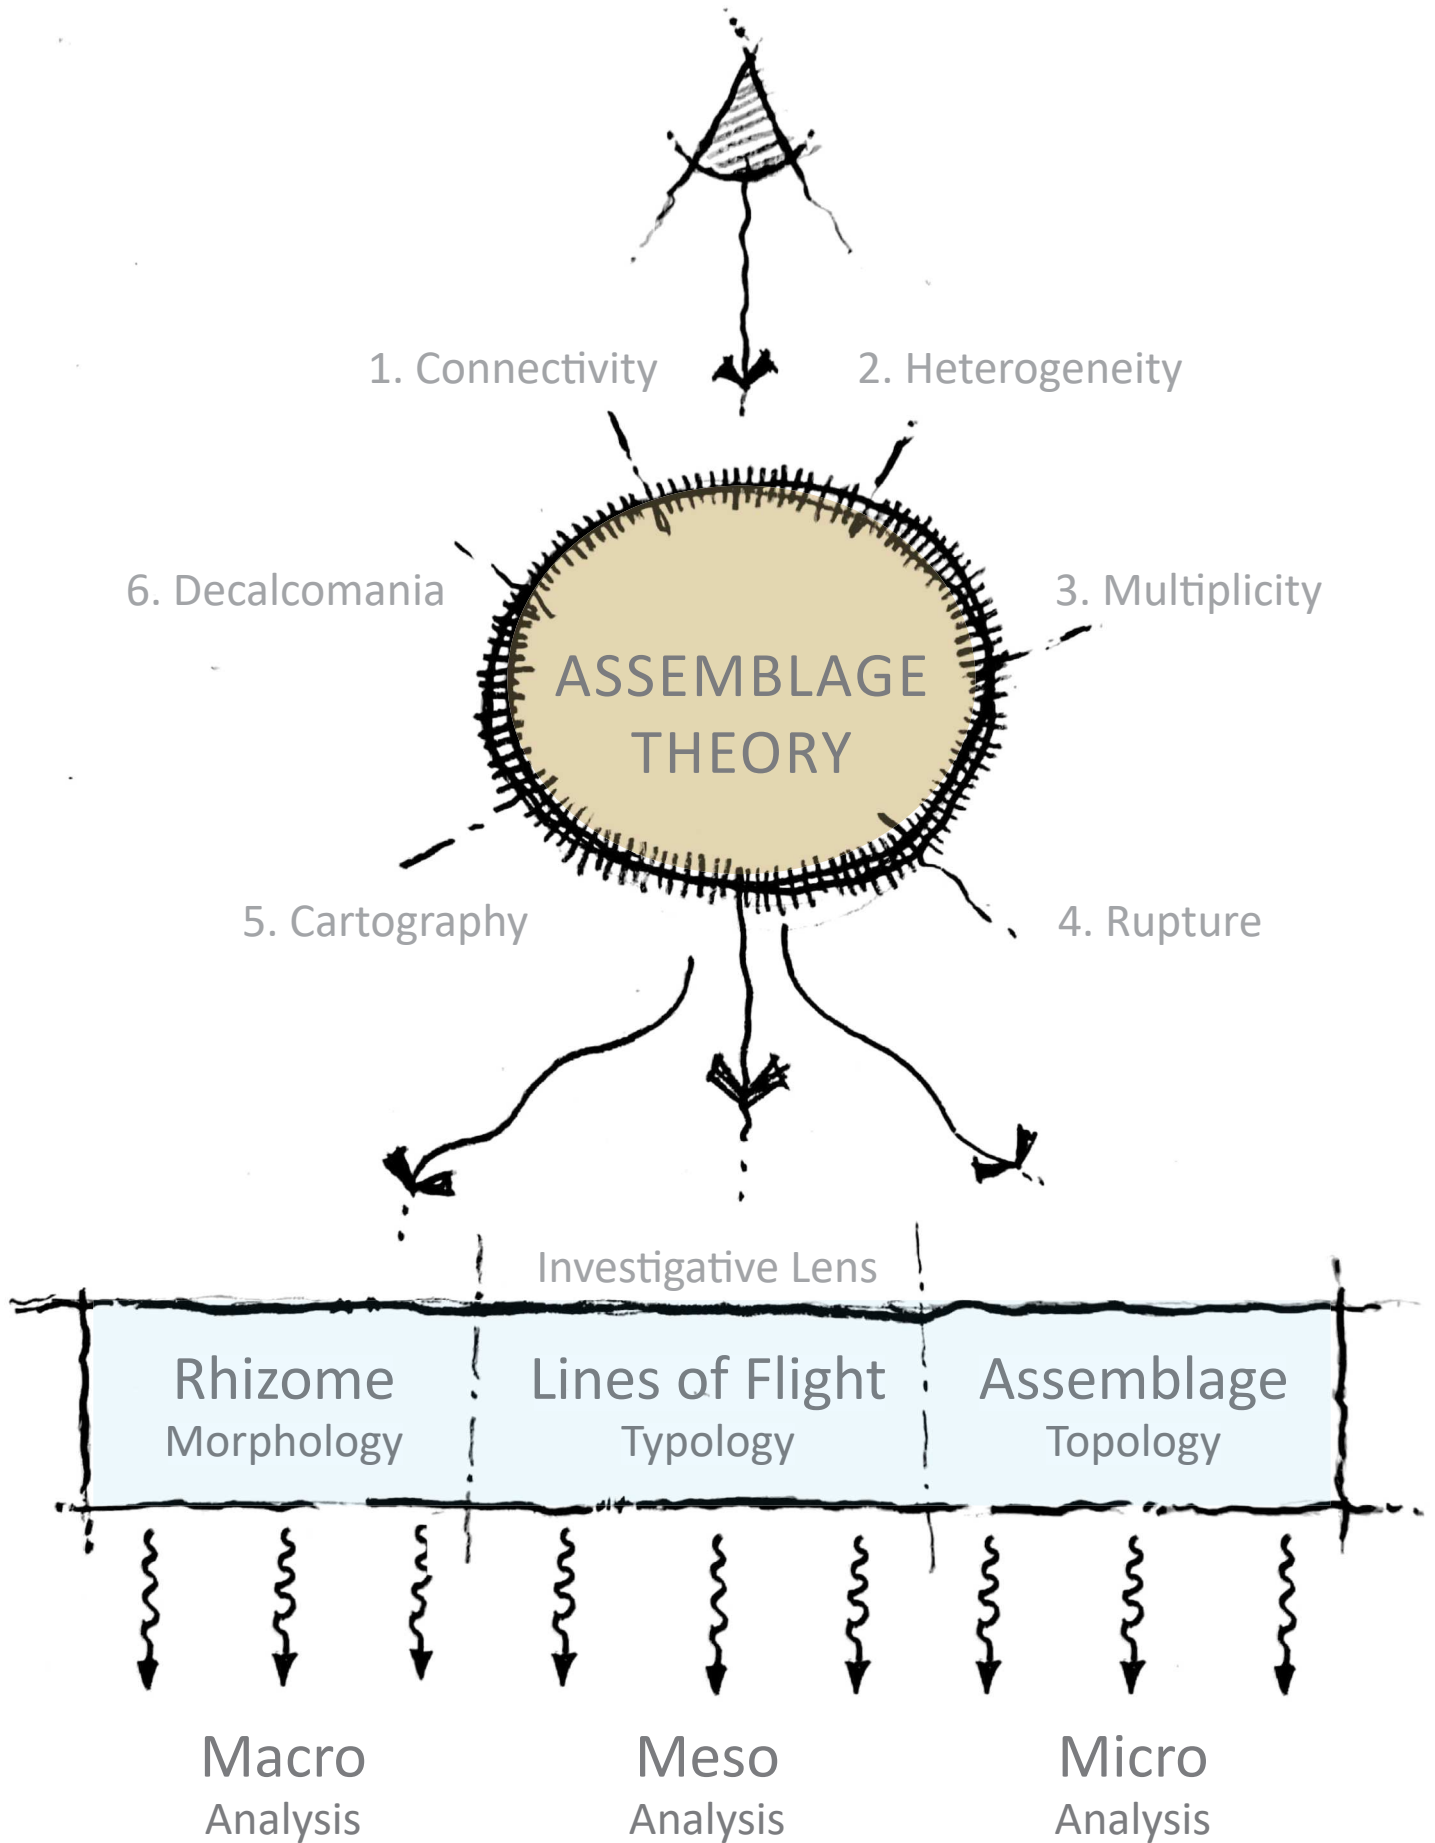 1. Connectivity
2. Heterogeneity
6. Decalcomania
3. Multiplicity
ASSEMBLAGE
THEORY
5. Cartography
4. Rupture
Investigative Lens
Rhizome
Morphology
Lines of Flight
Typology
Assemblage
Topology
Macro
Analysis
Meso
Analysis
Micro
Analysis